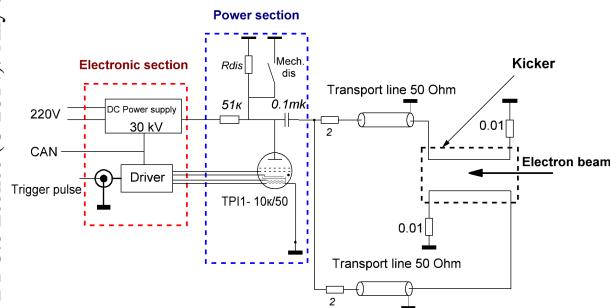 Power section
Electronic section
Rdis
Mech.
dis
Kicker
Transport line 50 Ohm
51к
0.1mk
DC Power supply
30 kV
220V
2
0.01
CAN
Electron beam
Driver
Trigger pulse
TPI1- 10к/50
0.01
Transport line 50 Ohm
2